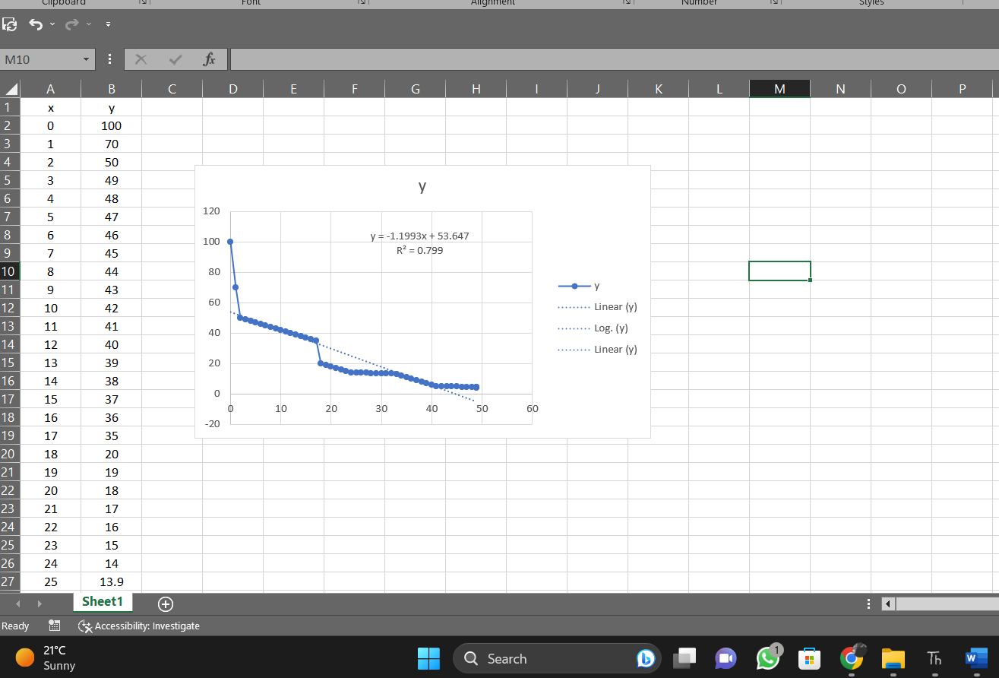 Clipboard Font Alignment Number Styles
M10 fx
A B C D E F G H I J K L M N O P
1 x y
2 0 100
3 1 70
4 2 50
5 3 49
6 4 48
7 5 47
8 6 46
9 7 45
10 8 44
11 9 43
12 10 42
13 11 41
14 12 40
15 13 39
16 14 38
17 15 37
18 16 36
19 17 35
20 18 20
21 19 19
22 20 18
23 21 17
24 22 16
25 23 15
26 24 14
27 25 13.9
y
120
100
80
60
40
20
0
-20
0 10 20 30 40 50 60
y = -1.1993x + 53.647
R² = 0.799
y
Linear (y)
Log. (y)
Linear (y)
Sheet1
Ready Accessibility: Investigate
21°C
Sunny
Search
1
Th
W